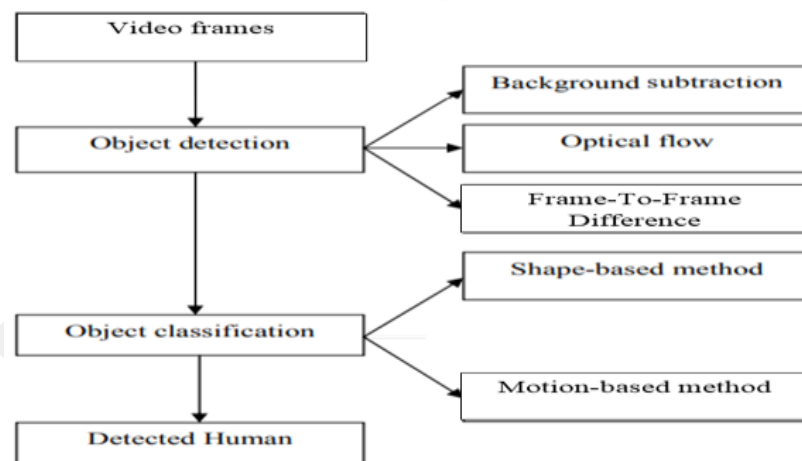 Video frames
Background subtraction
Object detection
Optical flow
Frame-To-Frame
Difference
Shape-based method
Object classification
Motion-based method
Detected Human